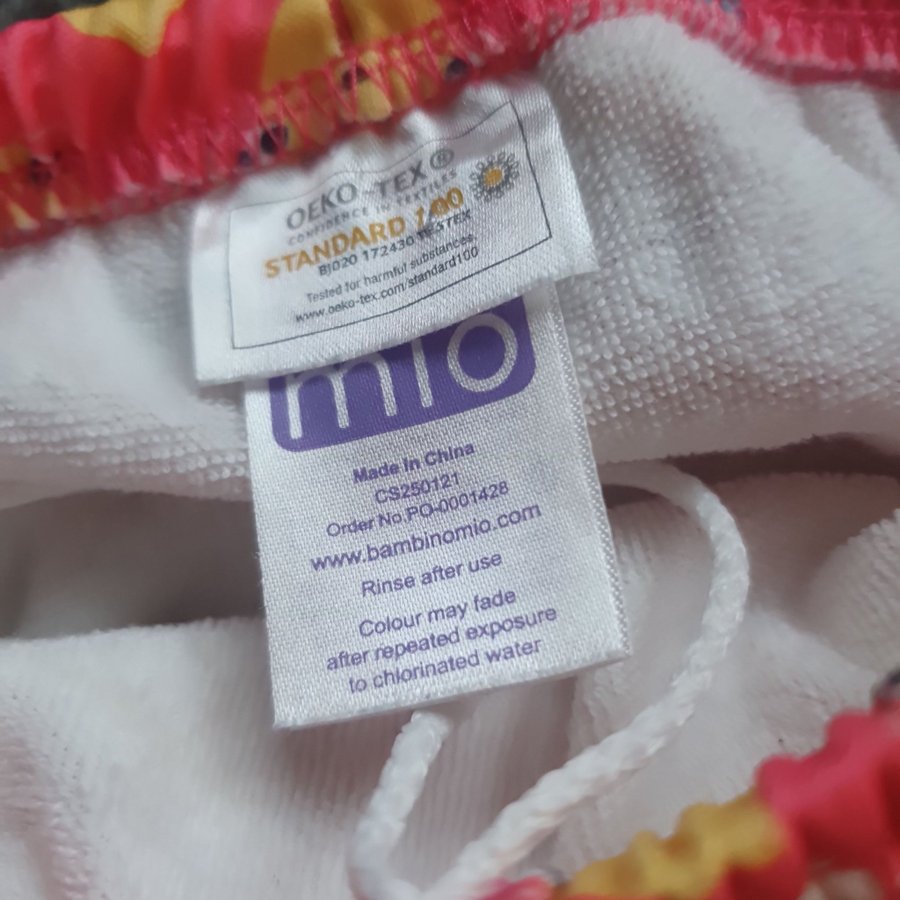 OEKO-TEX®
CONFIDENCE IN TEXTILES
STANDARD 100
BJ020 172430 TESTEX
Tested for harmful substances.
www.oeko-tex.com/standard100
mio
Made in China
CS250121
Order No.PO-0001428
www.bambinomio.com
Rinse after use
Colour may fade
after repeated exposure
to chlorinated water